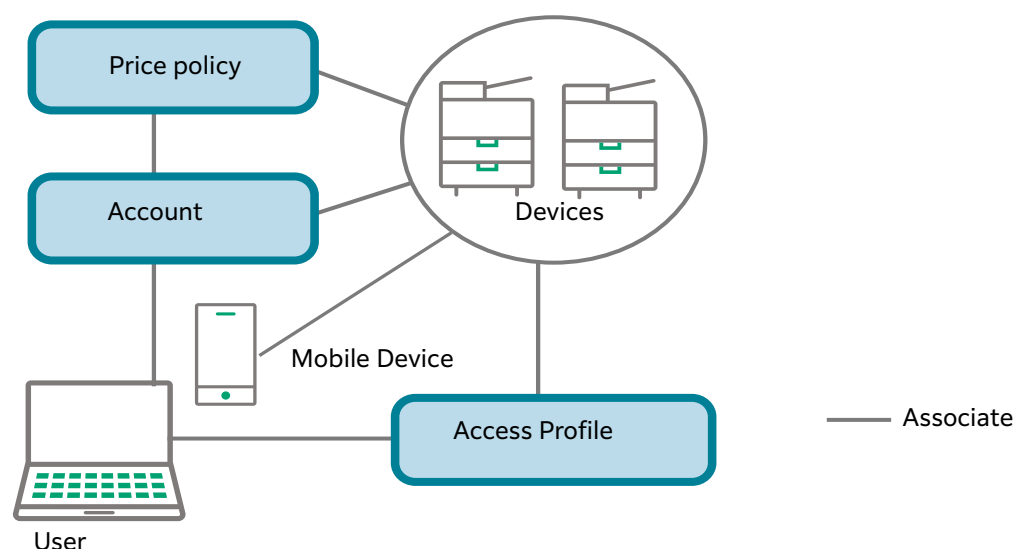 Price policy
Account
Devices
Mobile Device
Access Profile
Associate
User